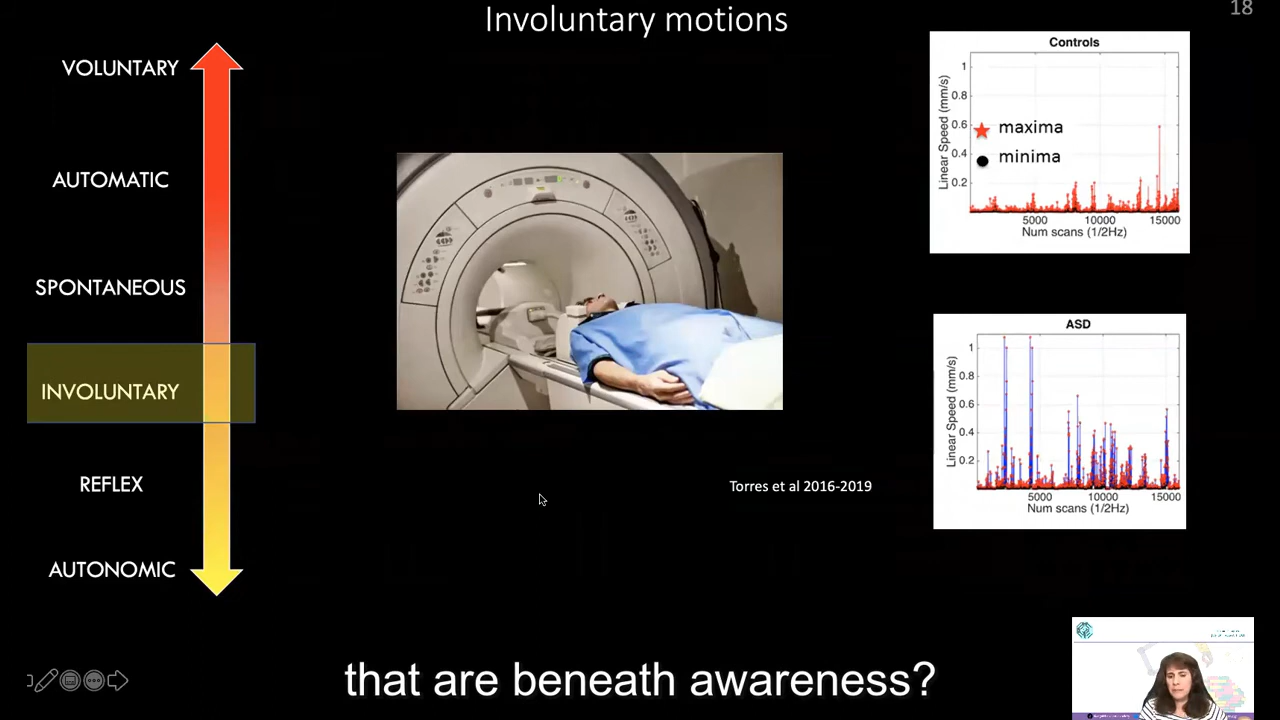 Involuntary motions
18
VOLUNTARY
AUTOMATIC
SPONTANEOUS
INVOLUNTARY
REFLEX
AUTONOMIC
Controls
Linear Speed (mm/s)
1
0.8
0.6
0.4
0.2
maxima
minima
5000 10000 15000
Num scans (1/2Hz)
ASD
Linear Speed (mm/s)
1
0.8
0.6
0.4
0.2
5000 10000 15000
Num scans (1/2Hz)
Torres et al 2016-2019
that are beneath awareness?